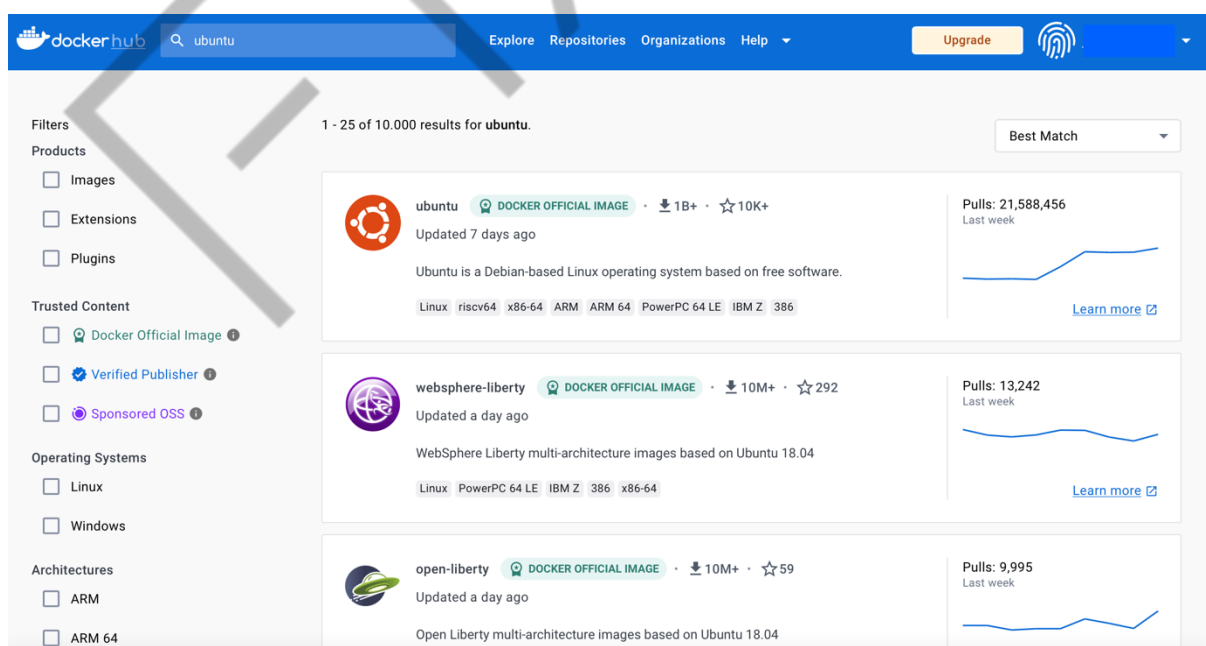 dockerhub
ubuntu
Explore Repositories Organizations Help
Upgrade
Filters
Products
Images
Extensions
Plugins
Trusted Content
Docker Official Image
Verified Publisher
Sponsored OSS
Operating Systems
Linux
Windows
Architectures
ARM
ARM 64
1 - 25 of 10.000 results for ubuntu.
Best Match
ubuntu DOCKER OFFICIAL IMAGE · 1B+ · 10K+
Updated 7 days ago
Ubuntu is a Debian-based Linux operating system based on free software.
Linux riscv64 x86-64 ARM ARM 64 PowerPC 64 LE IBM Z 386
Pulls: 21,588,456
Last week
Learn more
websphere-liberty DOCKER OFFICIAL IMAGE · 10M+ · 292
Updated a day ago
WebSphere Liberty multi-architecture images based on Ubuntu 18.04
Linux PowerPC 64 LE IBM Z 386 x86-64
Pulls: 13,242
Last week
Learn more
open-liberty DOCKER OFFICIAL IMAGE · 10M+ · 59
Updated a day ago
Open Liberty multi-architecture images based on Ubuntu 18.04
Pulls: 9,995
Last week